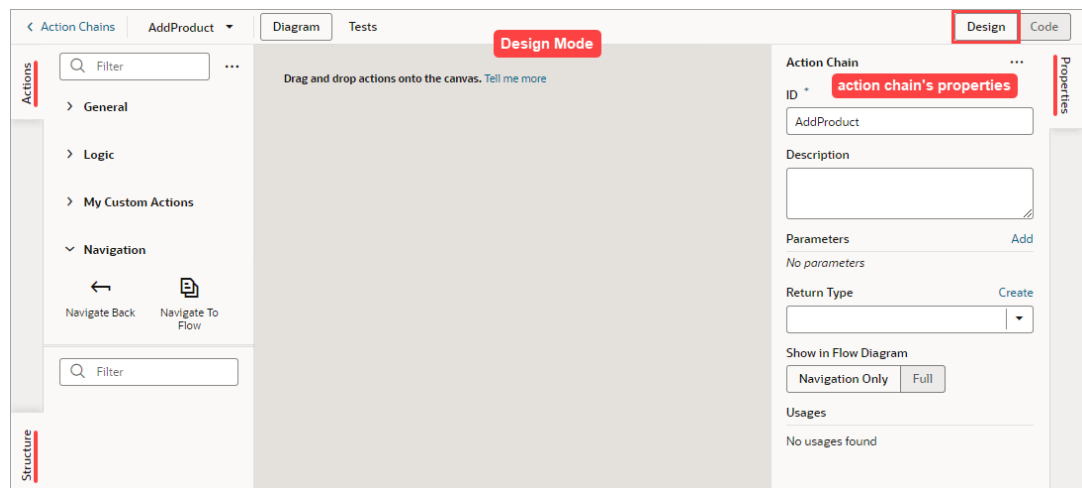 Action Chains
AddProduct
Diagram
Tests
Design
Code
Design Mode
Actions
Filter
General
Logic
My Custom Actions
Navigation
Navigate Back
Navigate To
Flow
Filter
Structure
Drag and drop actions onto the canvas. Tell me more
Action Chain
action chain's properties
ID *
AddProduct
Description
Parameters Add
No parameters
Return Type Create
Show in Flow Diagram
Navigation Only Full
Usages
No usages found
Properties